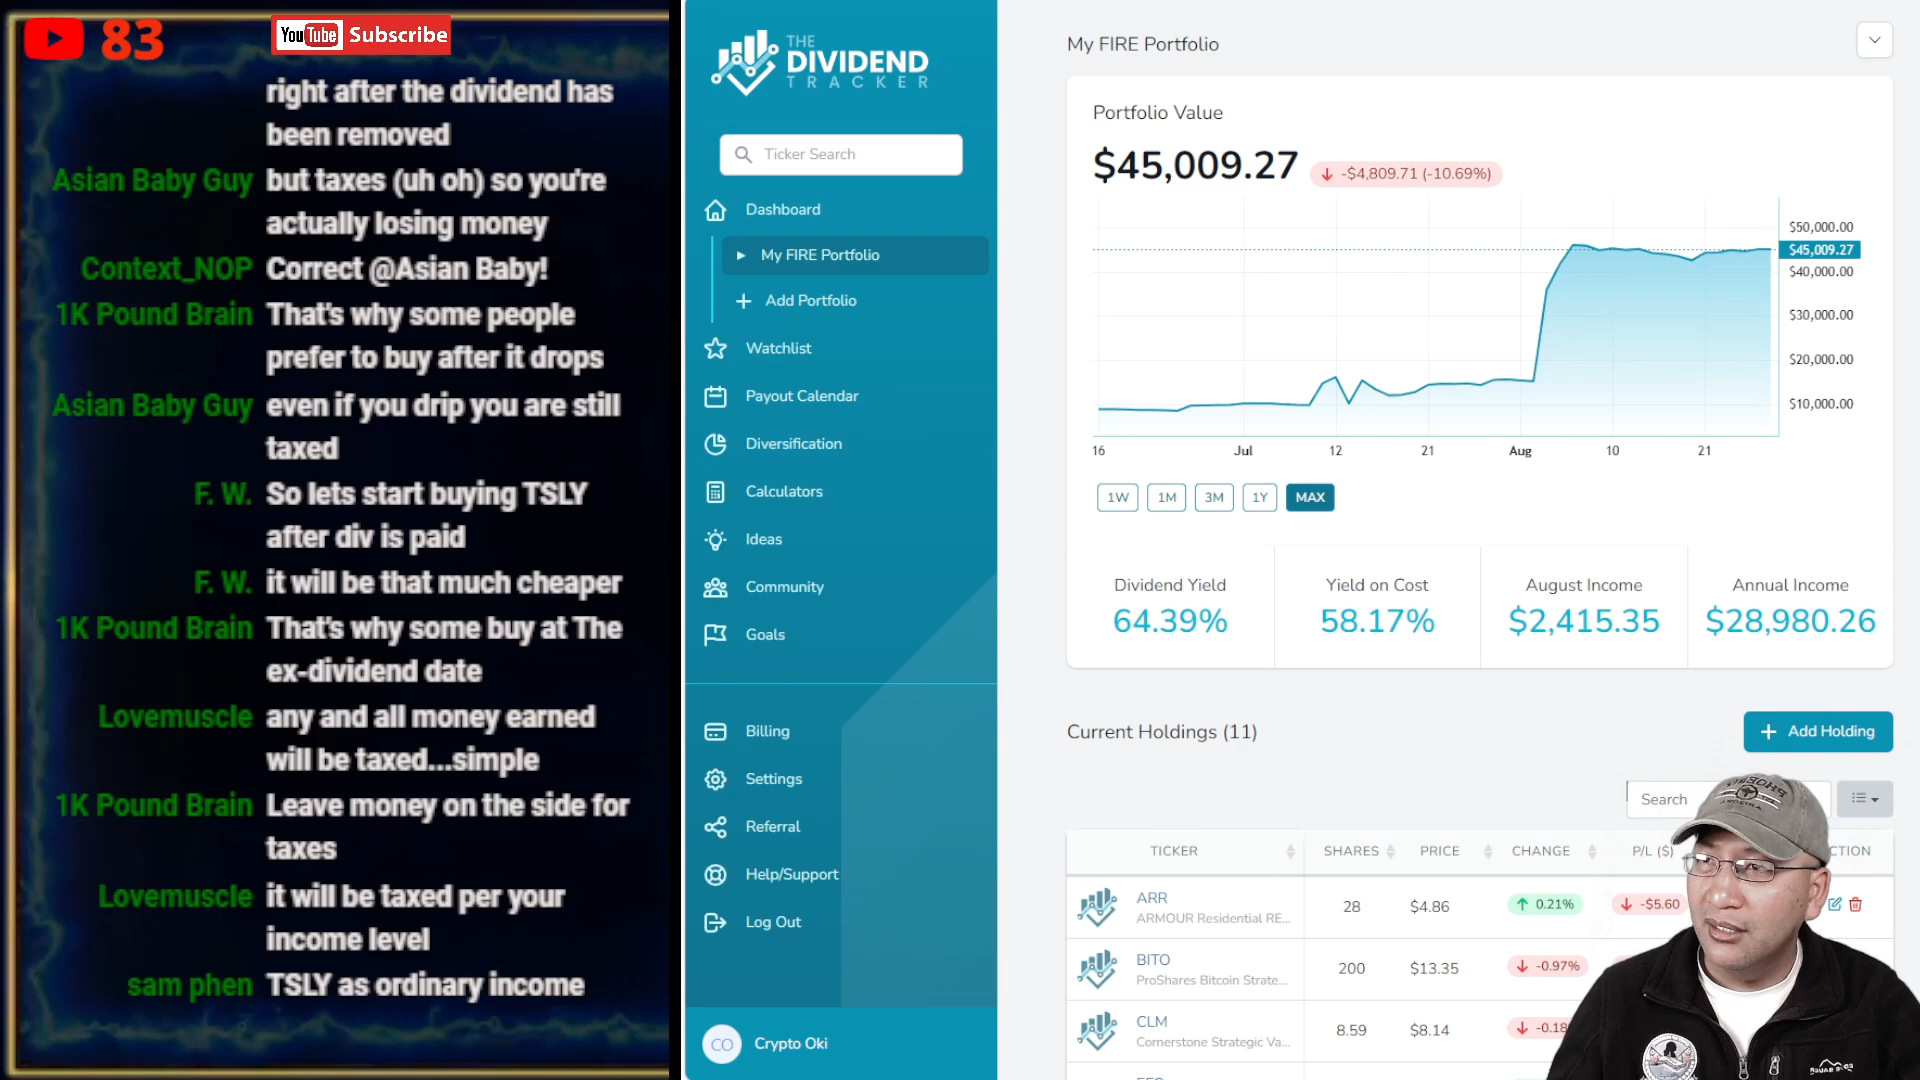 83
YouTube Subscribe
right after the dividend has
been removed
Asian Baby Guy but taxes (uh oh) so you're
actually losing money
Context_NOP Correct @Asian Baby!
1K Pound Brain That's why some people
prefer to buy after it drops
Asian Baby Guy even if you drip you are still
taxed
F. W. So lets start buying TSLY
after div is paid
F. W. it will be that much cheaper
1K Pound Brain That's why some buy at The
ex-dividend date
Lovemuscle any and all money earned
will be taxed...simple
1K Pound Brain Leave money on the side for
taxes
Lovemuscle it will be taxed per your
income level
sam phen TSLY as ordinary income
THE
DIVIDEND
TRACKER
Ticker Search
Dashboard
My FIRE Portfolio
Add Portfolio
Watchlist
Payout Calendar
Diversification
Calculators
Ideas
Community
Goals
Billing
Settings
Referral
Help/Support
Log Out
CO Crypto Oki
My FIRE Portfolio
Portfolio Value
$45,009.27 -$4,809.71 (-10.69%)
$50,000.00
$45,009.27
$40,000.00
$30,000.00
$20,000.00
$10,000.00
16 Jul 12 21 Aug 10 21
1W 1M 3M 1Y MAX
Dividend Yield Yield on Cost August Income Annual Income
64.39% 58.17% $2,415.35 $28,980.26
Current Holdings (11) + Add Holding
Search
TICKER SHARES PRICE CHANGE P/L ($) CTION
ARR 28 $4.86 0.21% -$5.60
ARMOUR Residential RE...
BITO 200 $13.35 -0.97%
ProShares Bitcoin Strate...
CLM 8.59 $8.14 -0.18
Cornerstone Strategic Va...
PHOENIX